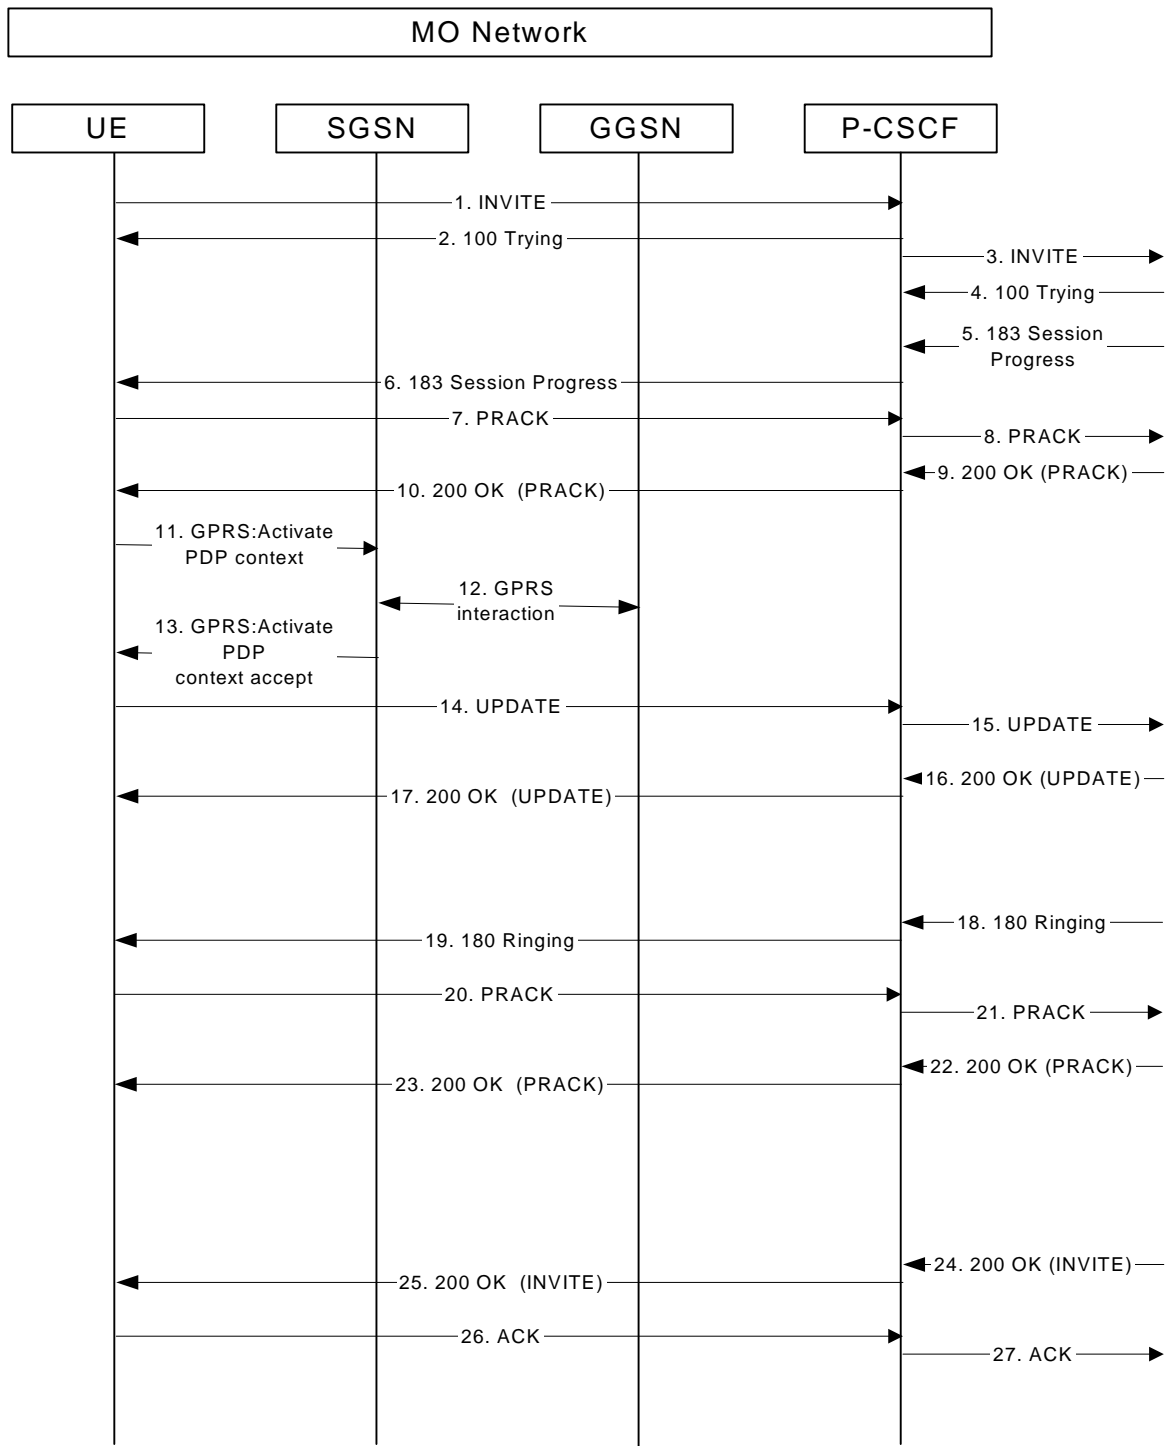 MO Network
UE
SGSN
GGSN
P-CSCF
1. INVITE
2. 100 Trying
3. INVITE
4. 100 Trying
5. 183 Session
Progress
6. 183 Session Progress
7. PRACK
8. PRACK
9. 200 OK (PRACK)
10. 200 OK  (PRACK)
11. GPRS:Activate
PDP context
12. GPRS
interaction
13. GPRS:Activate
PDP
context accept
14. UPDATE
15. UPDATE
16. 200 OK (UPDATE)
17. 200 OK  (UPDATE)
18. 180 Ringing
19. 180 Ringing
20. PRACK
21. PRACK
22. 200 OK (PRACK)
23. 200 OK  (PRACK)
24. 200 OK (INVITE)
25. 200 OK  (INVITE)
26. ACK
27. ACK